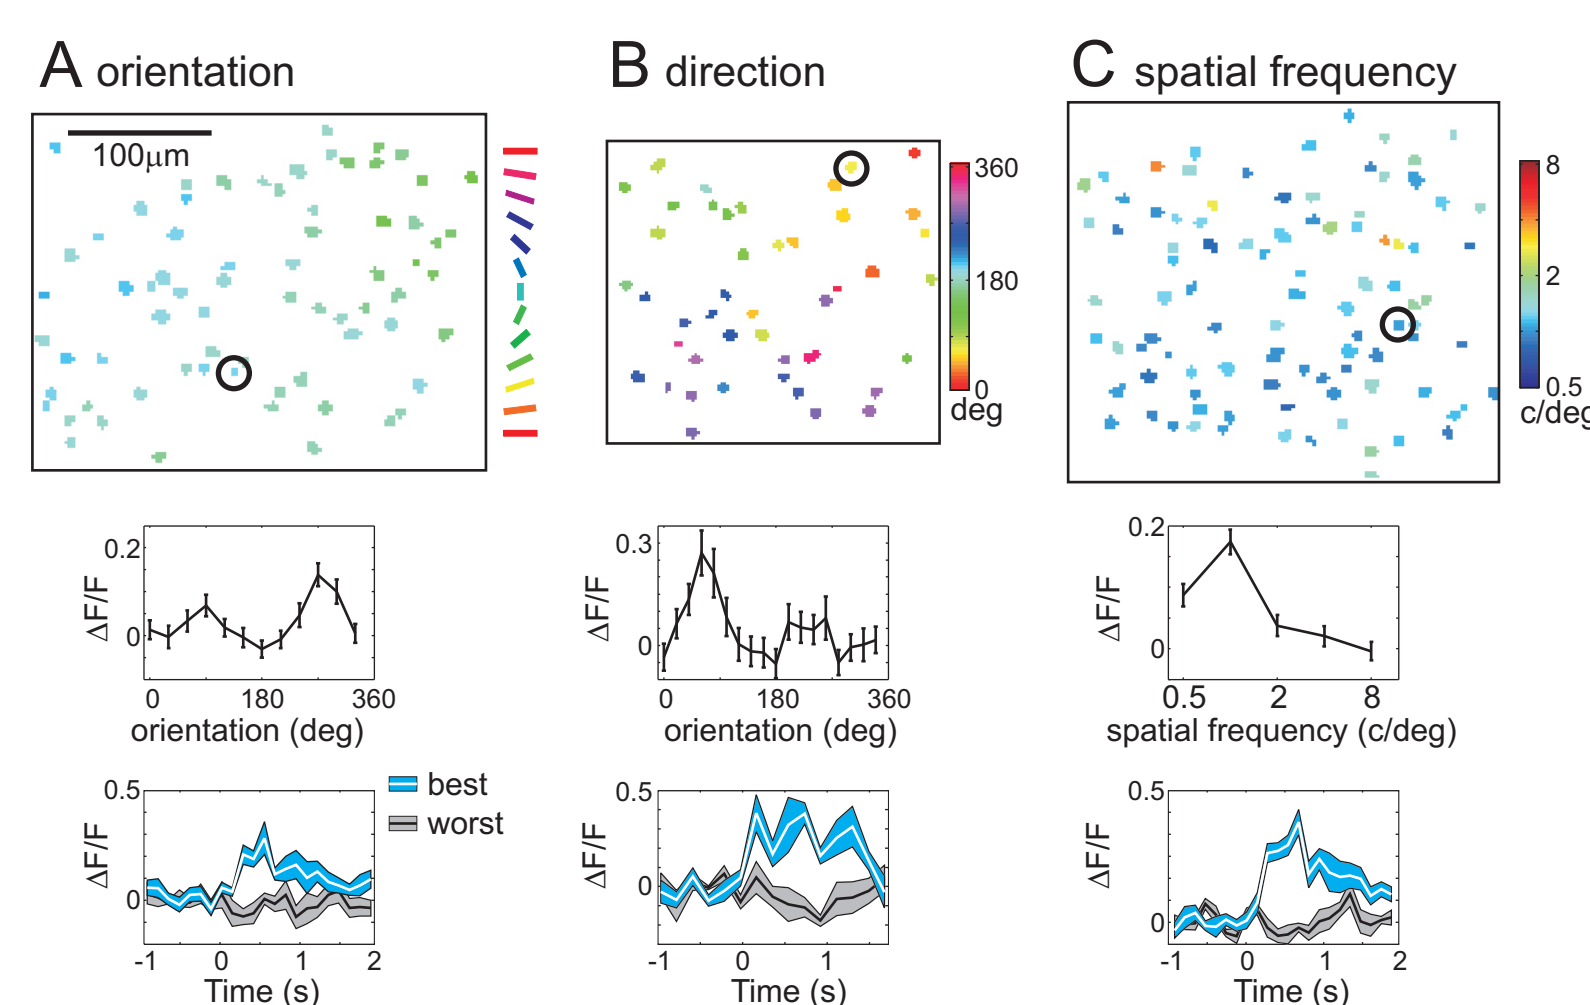 A orientation
B direction
C spatial frequency
100μm
360
180
0
deg
8
2
0.5
c/deg
0.2
0
ΔF/F
0 180 360
orientation (deg)
0.3
0
ΔF/F
0 180 360
orientation (deg)
0.2
0
ΔF/F
0.5 2 8
spatial frequency (c/deg)
0.5
0
ΔF/F
-1 0 1 2
Time (s)
best
worst
0.5
0
ΔF/F
-1 0 1
Time (s)
0.5
0
ΔF/F
-1 0 1 2
Time (s)